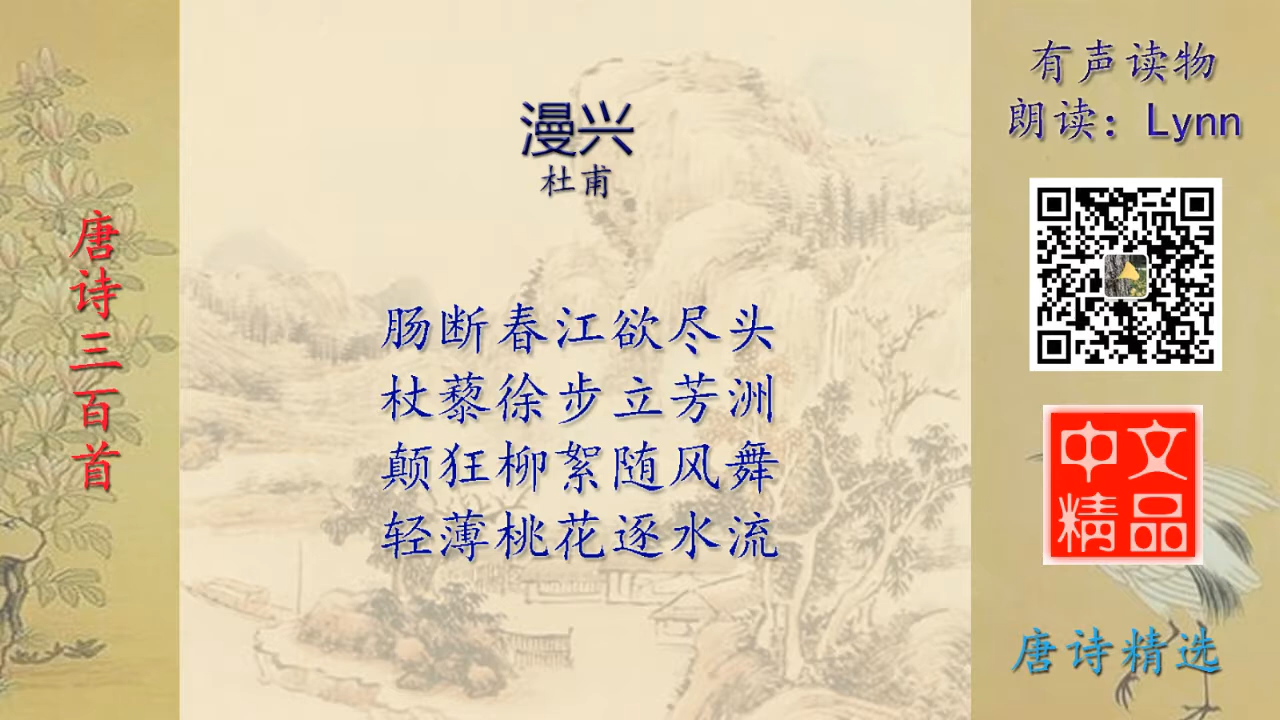 唐诗三百首
漫兴
杜甫
肠断春江欲尽头
杖藜徐步立芳洲
颠狂柳絮随风舞
轻薄桃花逐水流
有声读物
朗读：Lynn
中文
精品
唐诗精选